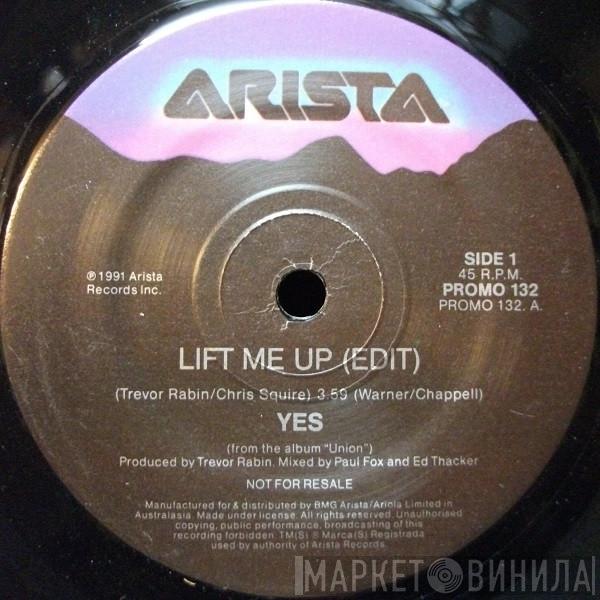 ARISTA
℗ 1991 Arista
Records Inc.
SIDE 1
45 R.P.M.
PROMO 132
PROMO 132. A.
LIFT ME UP (EDIT)
(Trevor Rabin/Chris Squire) 3.59 (Warner/Chappell)
YES
(from the album "Union")
Produced by Trevor Rabin. Mixed by Paul Fox and Ed Thacker
NOT FOR RESALE
Manufactured for & distributed by BMG Arista/Ariola Limited in
Australasia. Made under license. All rights reserved. Unauthorised
copying, public performance, broadcasting of this
recording forbidden. TM(S) ® Marca(S) Registrada
used by authority of Arista Records.
МАРКЕТ ВИНИЛА